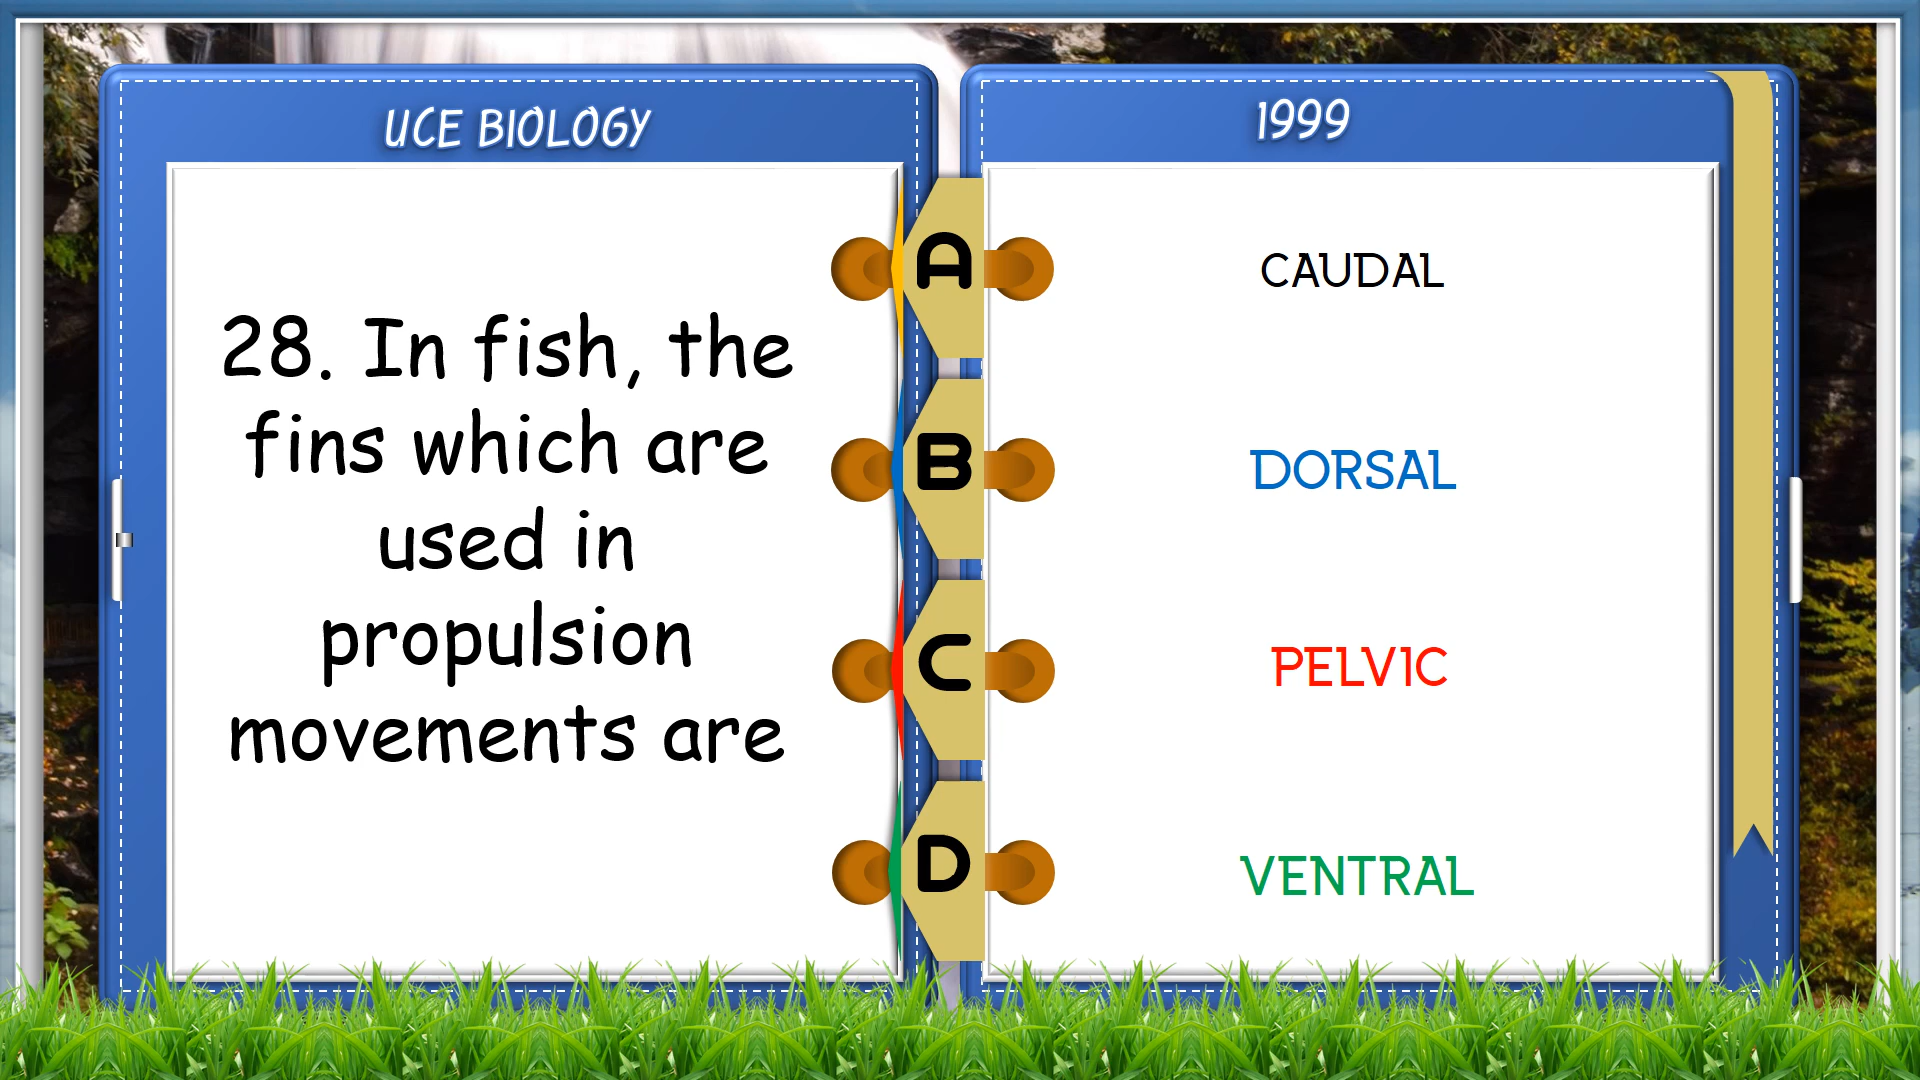 UCE BIOLOGY
28. In fish, the
fins which are
used in
propulsion
movements are
1999
A
CAUDAL
B
DORSAL
C
PELVIC
D
VENTRAL